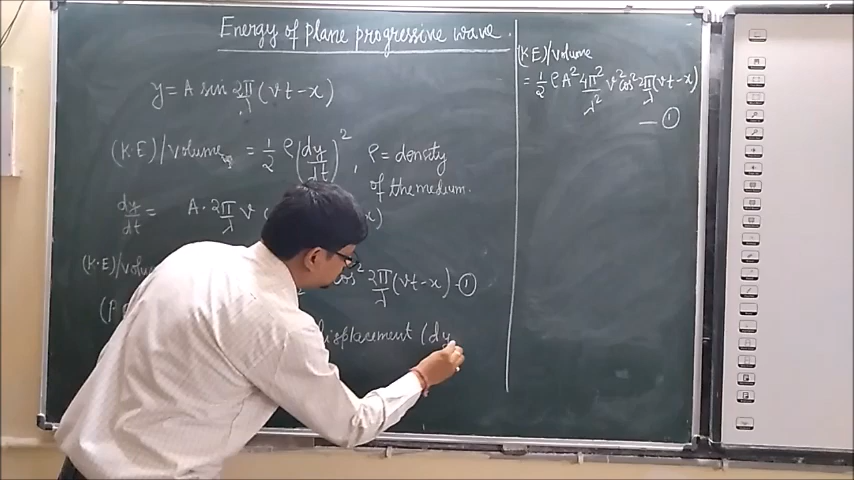 Energy of plane progressive wave.
y = A sin 2π/λ (vt - x)
(K·E)/volume = 1/2 ρ (dy/dt)², ρ = density
of the medium.
dy/dt = A · 2π/λ v x)
(K·E)/volu cos² 2π/λ (vt - x) - ①
(P displacement (dy
(K·E)/volume
= 1/2 ρ A² 4π²/λ² v² cos² 2π/λ (vt - x)
— ①